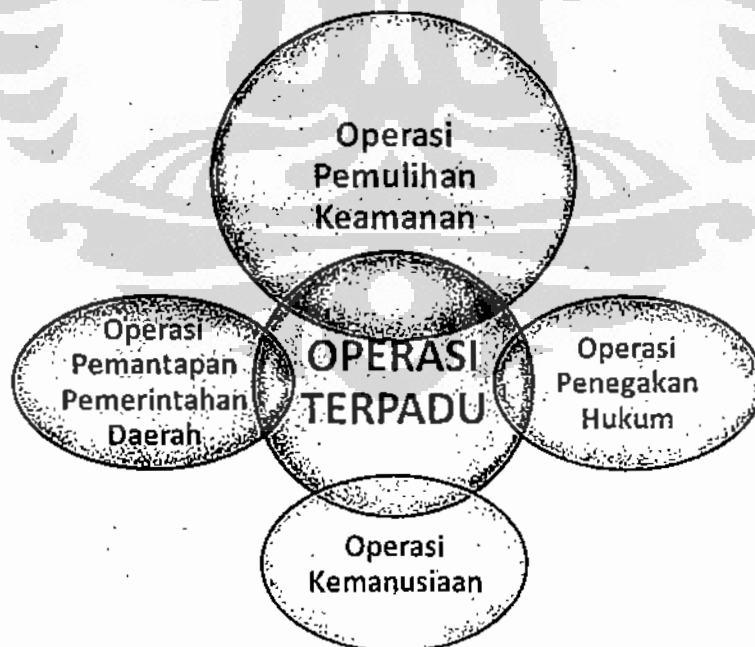 Operasi
Pemulihan
Keamanan
Operasi
Pemantapan
Pemerintahan
Daerah
OPERASI
TERPADU
Operasi
Penegakan
Hukum
Operasi
Kemanusiaan